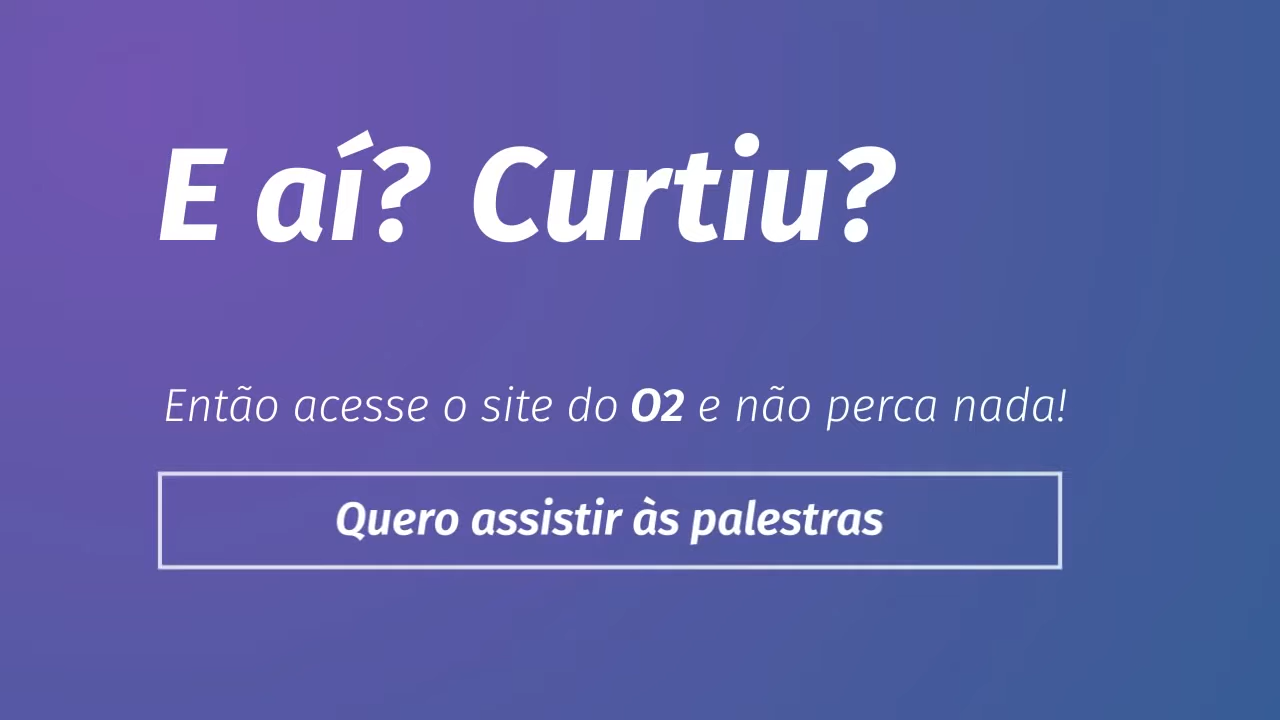 E aí? Curtiu?
Então acesse o site do O2 e não perca nada!
Quero assistir às palestras